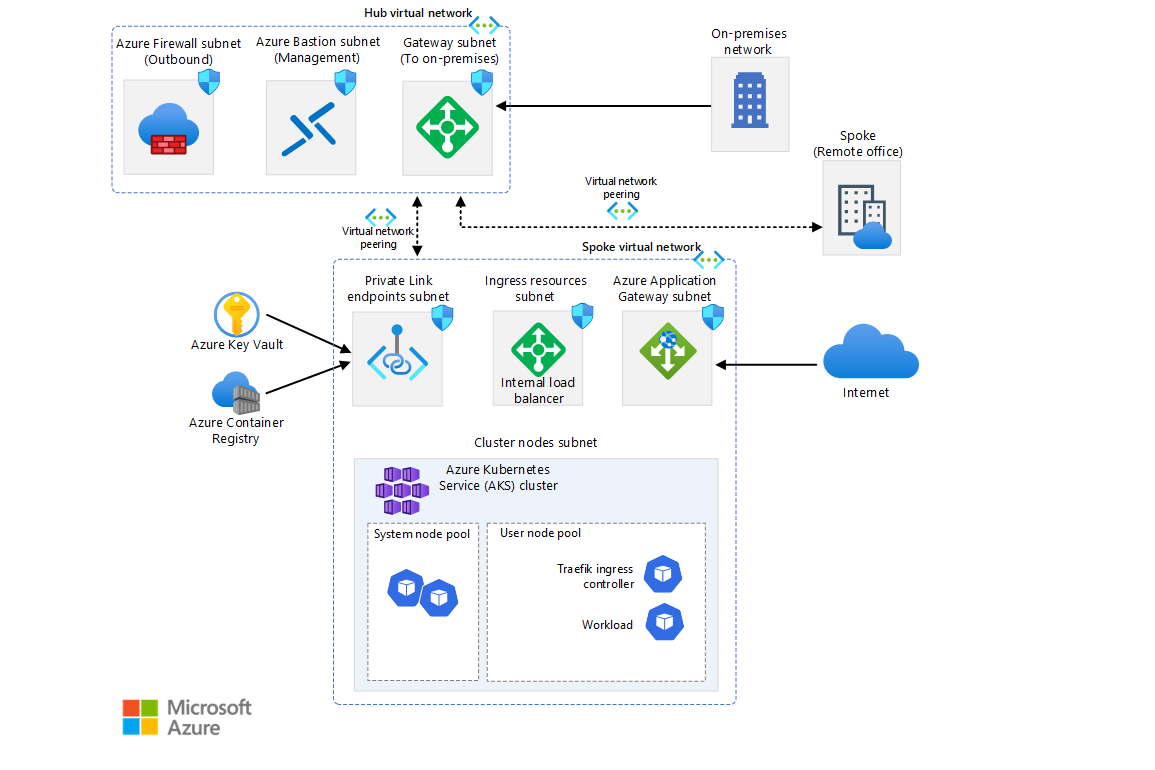 Hub virtual network
Azure Firewall subnet
(Outbound)
Azure Bastion subnet
(Management)
Gateway subnet
(To on-premises)
On-premises
network
Spoke
(Remote office)
Virtual network
peering
Virtual network
peering
Spoke virtual network
Private Link
endpoints subnet
Ingress resources
subnet
Azure Application
Gateway subnet
Azure Key Vault
Internal load
balancer
Internet
Azure Container
Registry
Cluster nodes subnet
Azure Kubernetes
Service (AKS) cluster
System node pool
User node pool
Traefik ingress
controller
Workload
Microsoft
Azure